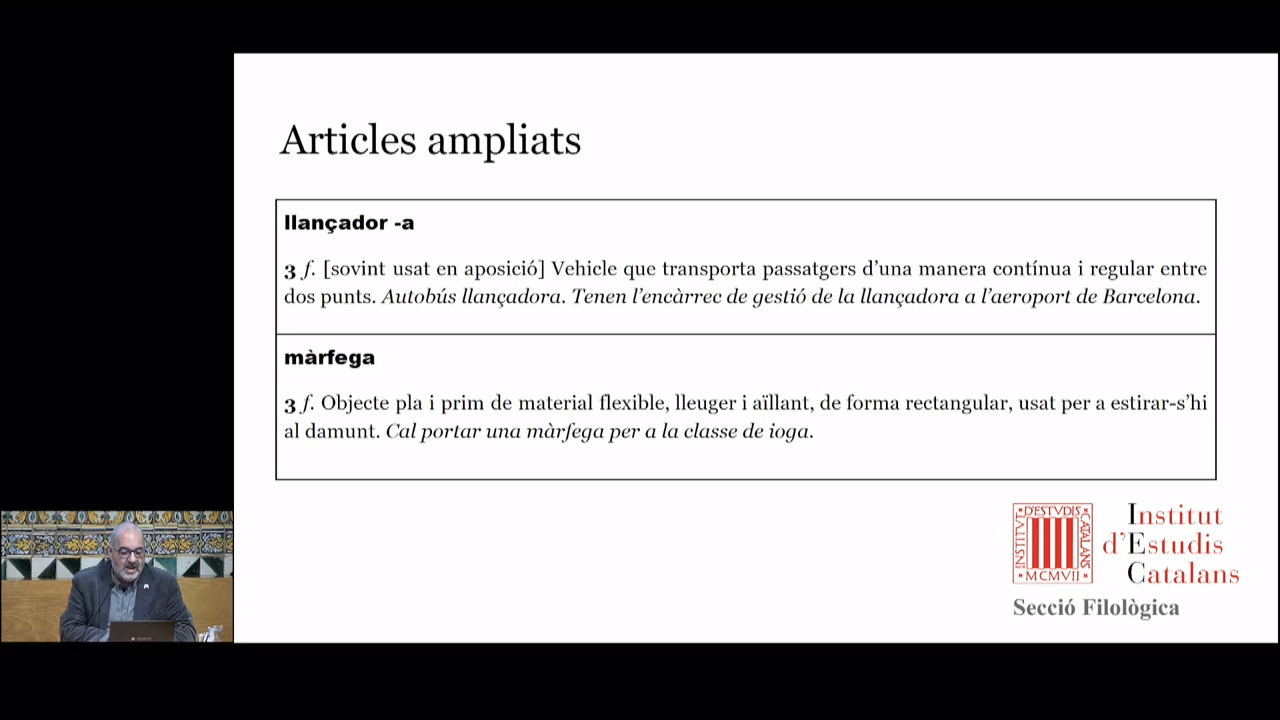 Articles ampliats
llançador -a
3 f. [sovint usat en aposició] Vehicle que transporta passatgers d’una manera contínua i regular entre
dos punts. Autobús llançadora. Tenen l’encàrrec de gestió de la llançadora a l’aeroport de Barcelona.
màrfega
3 f. Objecte pla i prim de material flexible, lleuger i aïllant, de forma rectangular, usat per a estirar-s’hi
al damunt. Cal portar una màrfega per a la classe de ioga.
INSTITVT
D'ESTVDIS
CATALANS
MCMVII
Institut
d’Estudis
Catalans
Secció Filològica